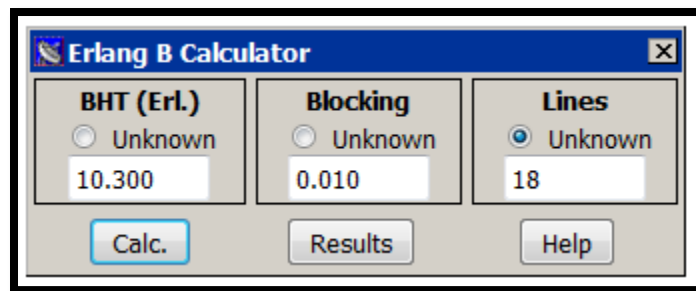 Erlang B Calculator
BHT (Erl.) Blocking Lines
Unknown Unknown Unknown
10.300 0.010 18
Calc. Results Help